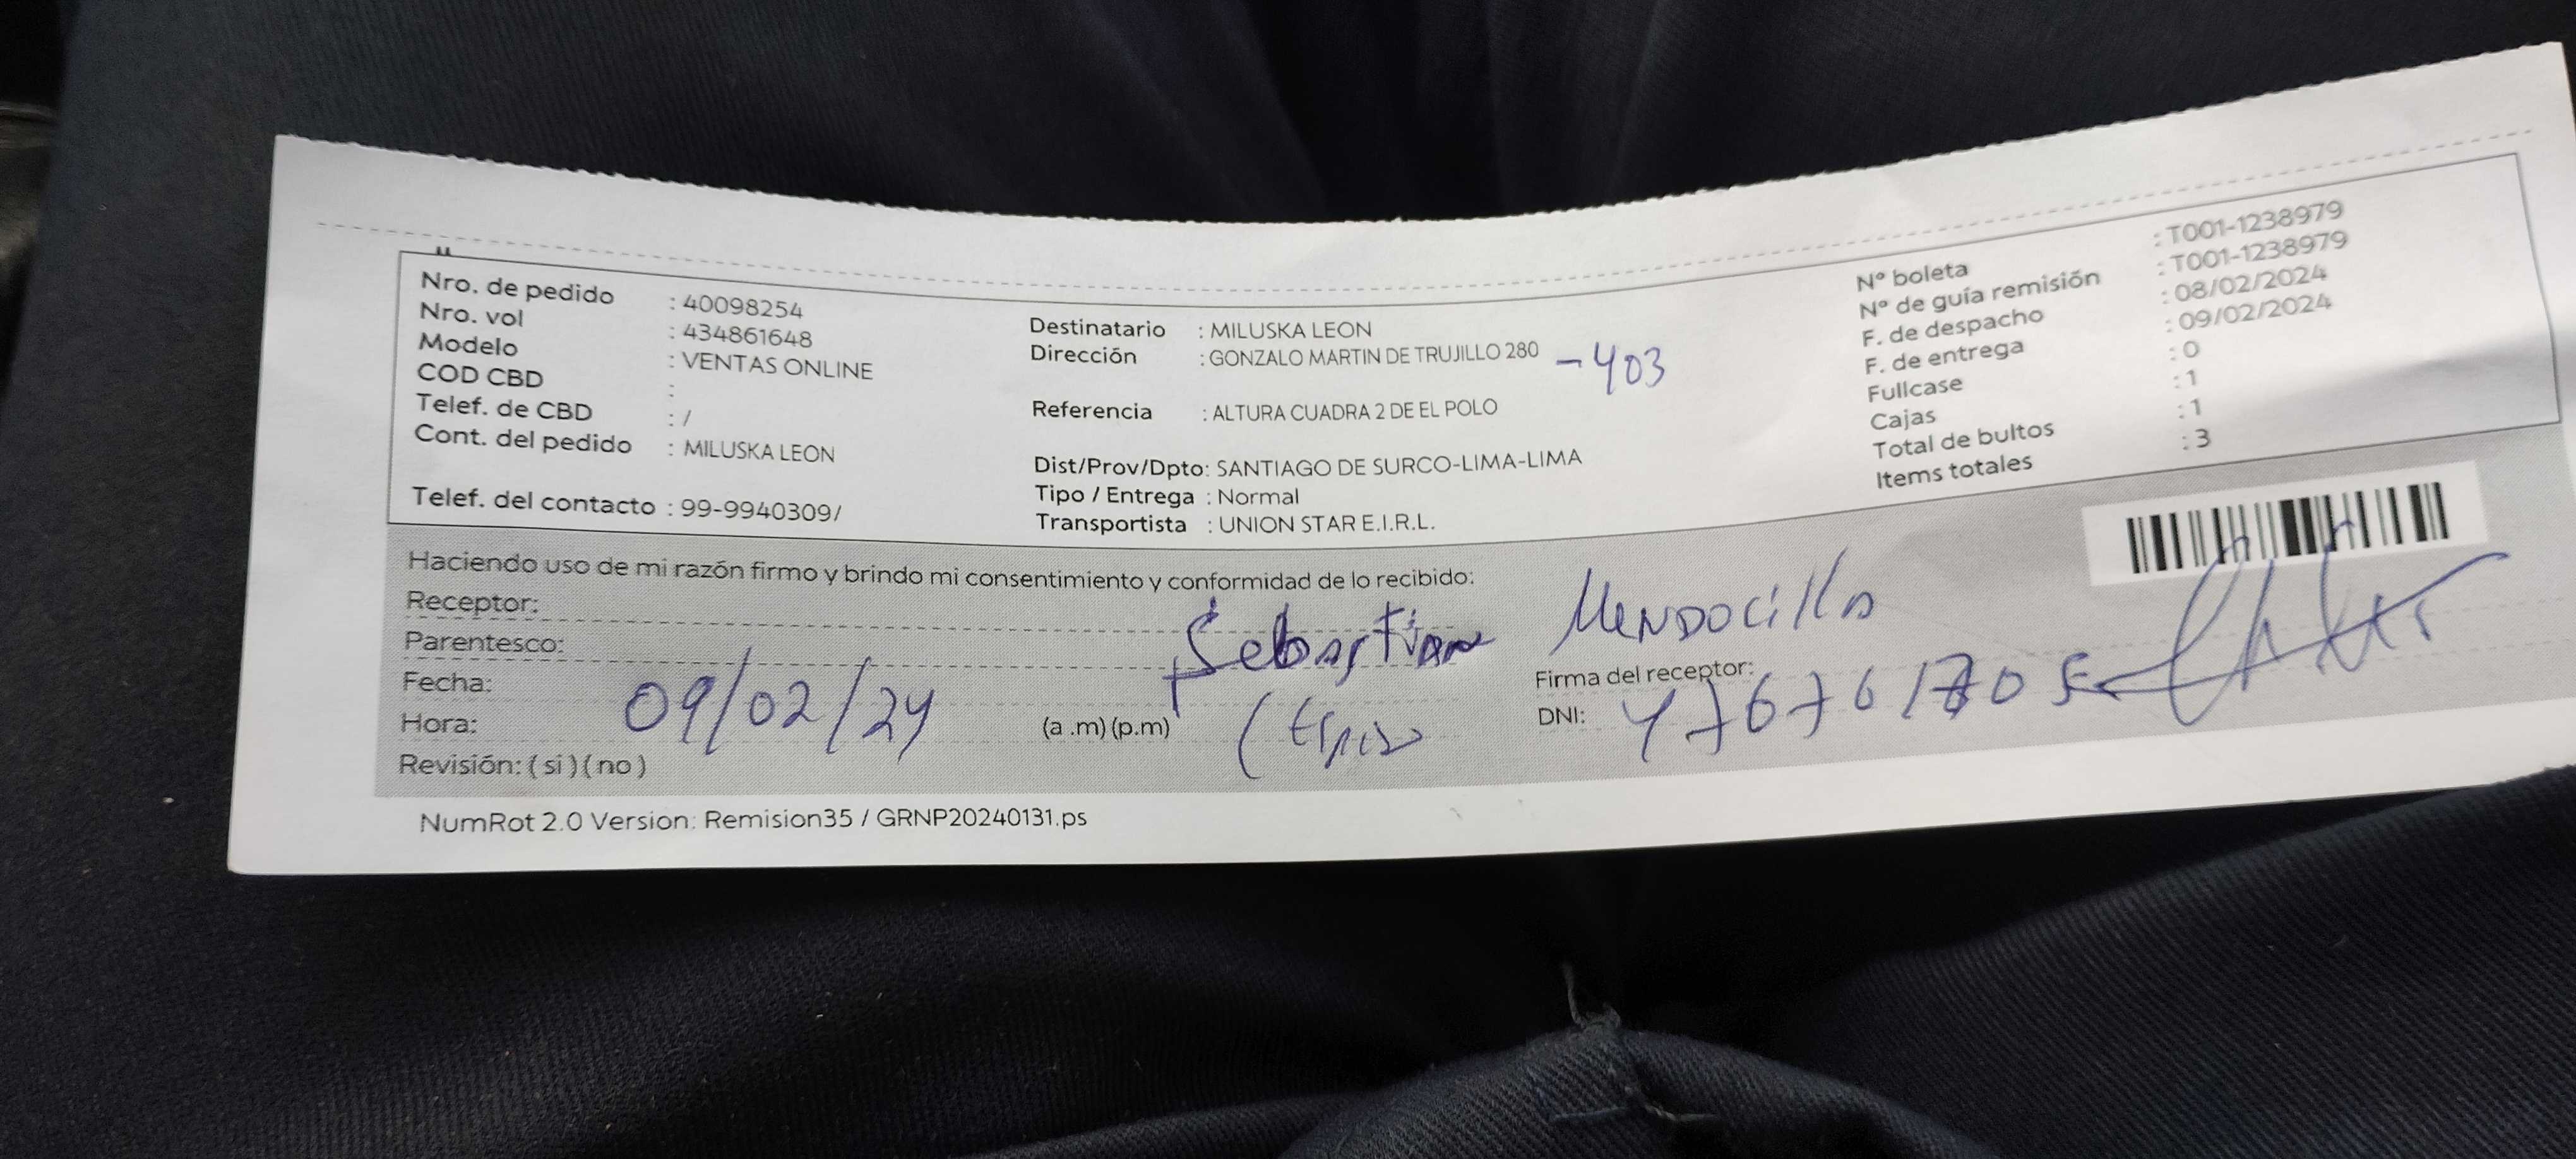 Nro. de pedido : 40098254
Nro. vol : 434861648
Modelo : VENTAS ONLINE
COD CBD :
Telef. de CBD : /
Cont. del pedido : MILUSKA LEON
Telef. del contacto : 99-9940309/
Destinatario : MILUSKA LEON
Dirección : GONZALO MARTIN DE TRUJILLO 280 - 403
Referencia : ALTURA CUADRA 2 DE EL POLO
Dist/Prov/Dpto: SANTIAGO DE SURCO-LIMA-LIMA
Tipo / Entrega : Normal
Transportista : UNION STAR E.I.R.L.
N° boleta : T001-1238979
N° de guía remisión : T001-1238979
F. de despacho : 08/02/2024
F. de entrega : 09/02/2024
Fullcase : 0
Cajas : 1
Total de bultos : 1
Items totales : 3
Haciendo uso de mi razón firmo y brindo mi consentimiento y conformidad de lo recibido:
Receptor:
Sebastian Mendocilla
Parentesco:
Fecha: 09/02/24
Hora: (a .m) (p.m)
Revisión: ( si ) ( no )
Firma del receptor:
DNI:
NumRot 2.0 Version: Remision35 / GRNP20240131.ps